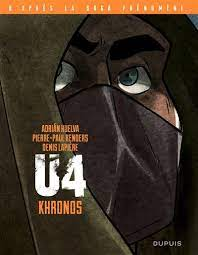 D'APRÈS LA SAGA PHÉNOMÈNE
ADRIÁN HUELVA
PIERRE-PAUL RENDERS
DENIS LAPIÈRE
U4
KHRONOS
DUPUIS